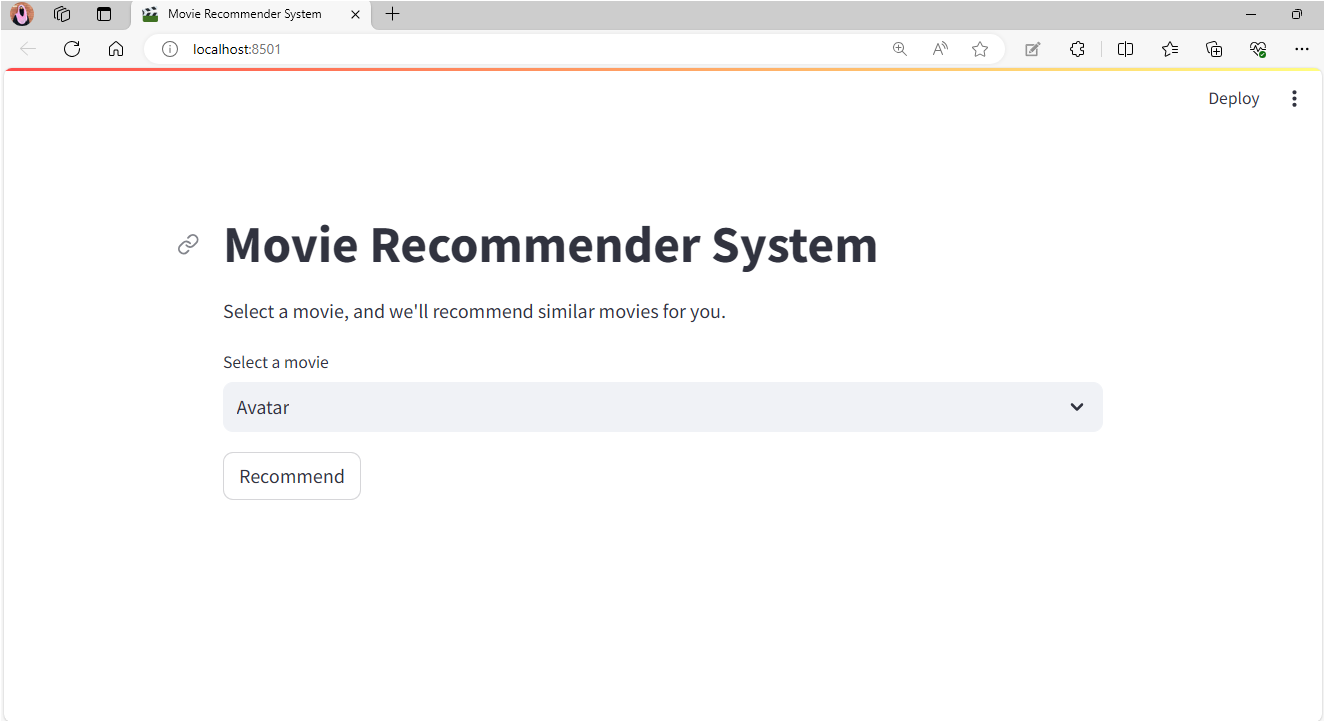 Movie Recommender System
localhost:8501
Deploy
Movie Recommender System
Select a movie, and we'll recommend similar movies for you.
Select a movie
Avatar
Recommend